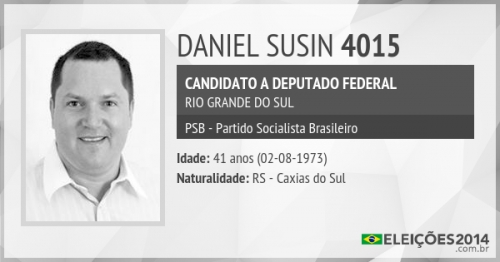 DANIEL SUSIN 4015
CANDIDATO A DEPUTADO FEDERAL
RIO GRANDE DO SUL
PSB - Partido Socialista Brasileiro
Idade: 41 anos (02-08-1973)
Naturalidade: RS - Caxias do Sul
ELEIÇÕES2014
.com.br